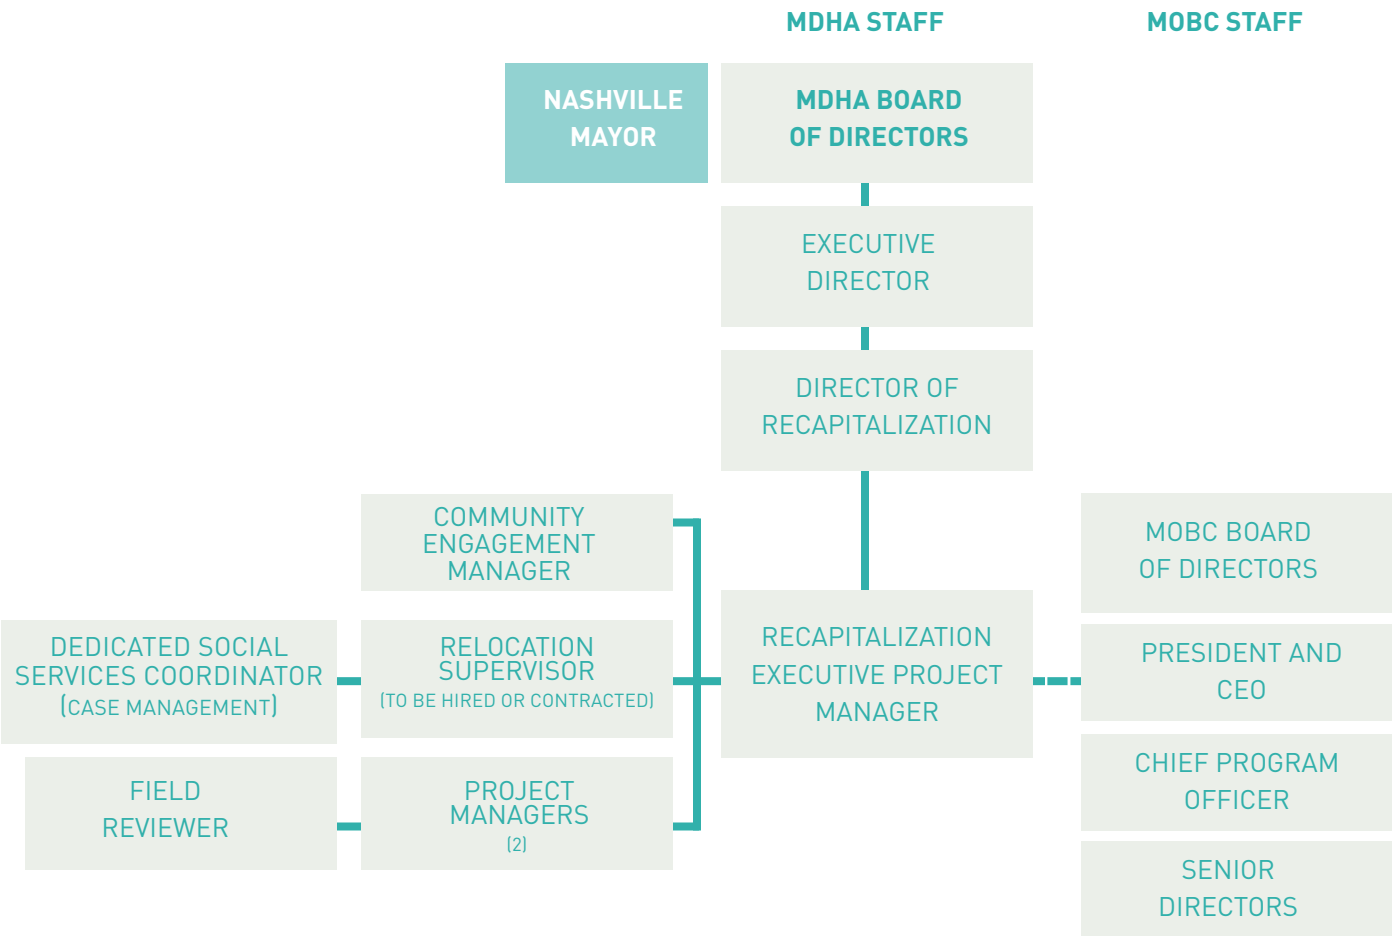 MDHA STAFF
MOBC STAFF
NASHVILLE
MAYOR
MDHA BOARD
OF DIRECTORS
EXECUTIVE
DIRECTOR
DIRECTOR OF
RECAPITALIZATION
COMMUNITY
ENGAGEMENT
MANAGER
MOBC BOARD
OF DIRECTORS
DEDICATED SOCIAL
SERVICES COORDINATOR
(CASE MANAGEMENT)
RELOCATION
SUPERVISOR
(TO BE HIRED OR CONTRACTED)
RECAPITALIZATION
EXECUTIVE PROJECT
MANAGER
PRESIDENT AND
CEO
FIELD
REVIEWER
PROJECT
MANAGERS
(2)
CHIEF PROGRAM
OFFICER
SENIOR
DIRECTORS